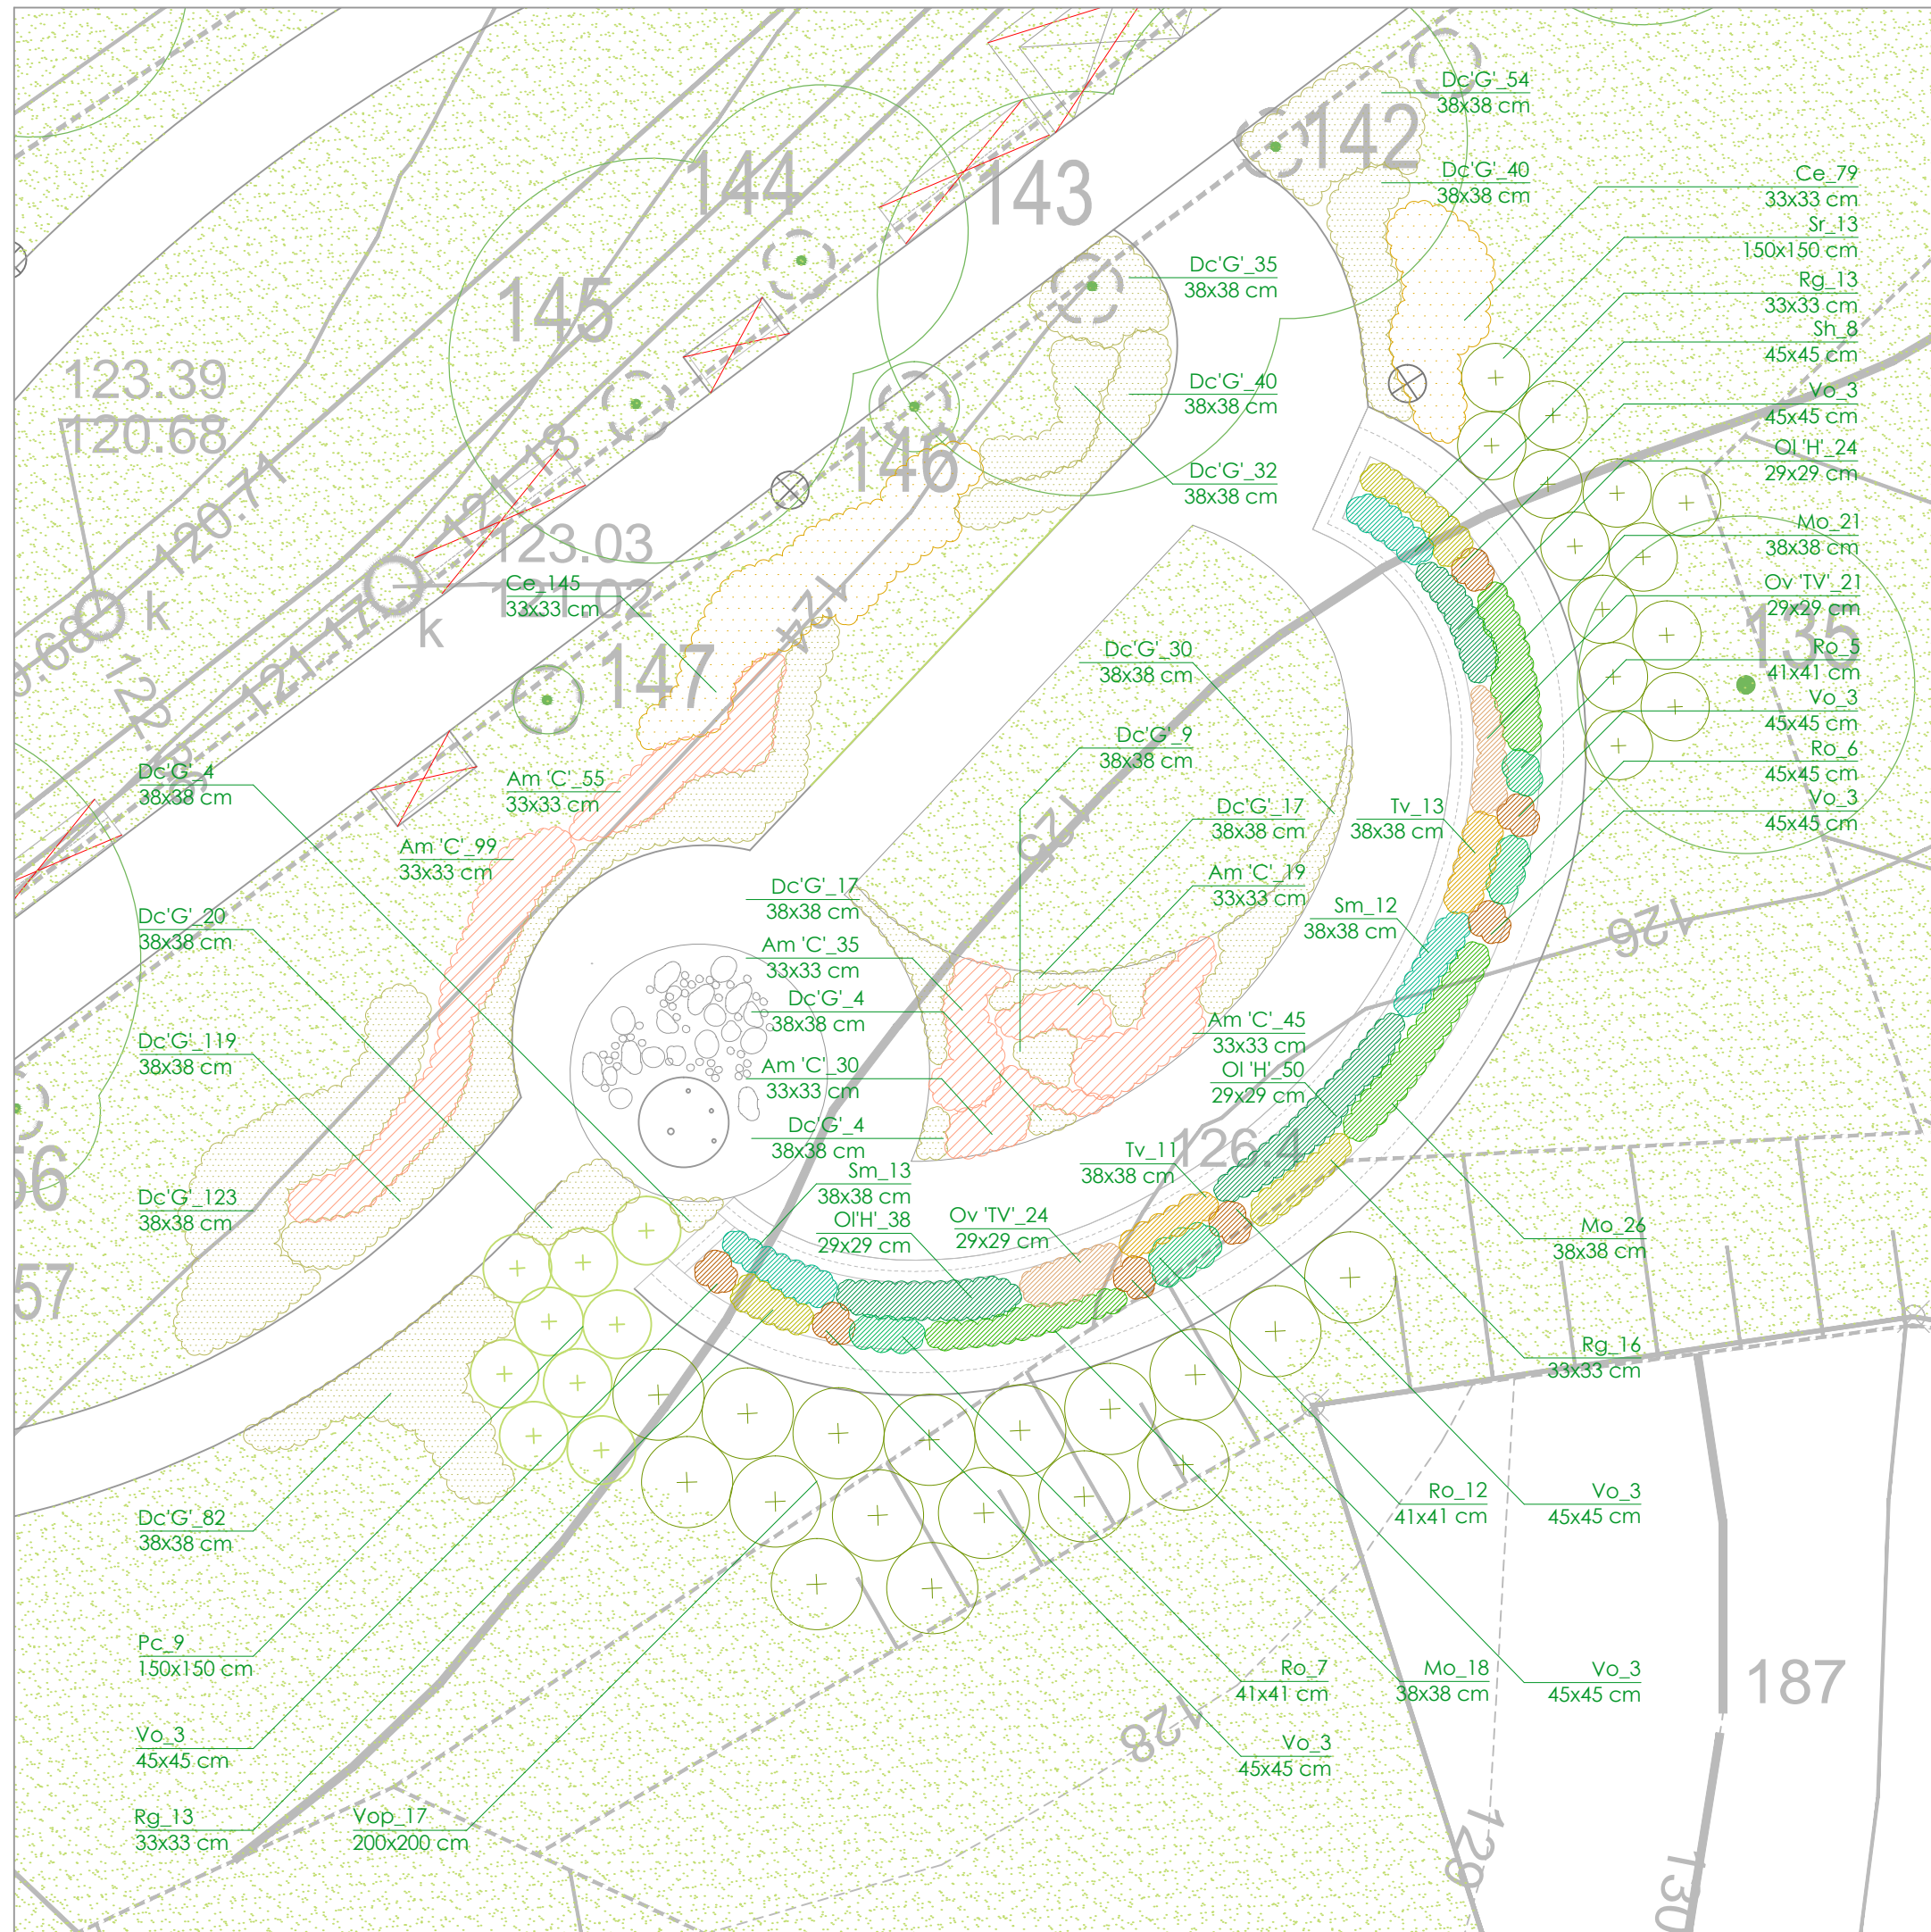 Dc'G'_54
38x38 cm
142
Dc'G'_40
38x38 cm
144
143
Ce_79
33x33 cm
Sr_13
150x150 cm
Rg_13
33x33 cm
Sh_8
45x45 cm
Vo_3
45x45 cm
Ol 'H'_24
29x29 cm
Mo_21
38x38 cm
Ov 'TV'_21
29x29 cm
135
Ro_5
41x41 cm
Vo_3
45x45 cm
Ro_6
45x45 cm
Vo_3
45x45 cm
Dc'G'_35
38x38 cm
Dc'G'_40
38x38 cm
Dc'G'_32
38x38 cm
145
146
123.39
120.68
120.71
121.18
123.03
121.02
Ce_145
33x33 cm
k
k
121.17
124
147
Dc'G'_30
38x38 cm
Dc'G'_9
38x38 cm
Dc'G'_17
38x38 cm
Tv_13
38x38 cm
125
Am 'C'_19
33x33 cm
Sm_12
38x38 cm
126
Dc'G'_4
38x38 cm
Am 'C'_55
33x33 cm
Am 'C'_99
33x33 cm
Dc'G'_17
38x38 cm
Dc'G'_20
38x38 cm
Am 'C'_35
33x33 cm
Dc'G'_4
38x38 cm
Am 'C'_45
33x33 cm
Dc'G'_119
38x38 cm
Am 'C'_30
33x33 cm
Ol 'H'_50
29x29 cm
Dc'G'_4
38x38 cm
126.4
Tv_11
38x38 cm
Sm_13
38x38 cm
56
Dc'G'_123
38x38 cm
Ol'H'_38
29x29 cm
Ov 'TV'_24
29x29 cm
Mo_26
38x38 cm
57
Rg_16
33x33 cm
Dc'G'_82
38x38 cm
Ro_12
41x41 cm
Vo_3
45x45 cm
Pc_9
150x150 cm
Ro_7
41x41 cm
Mo_18
38x38 cm
Vo_3
45x45 cm
187
128
Vo_3
45x45 cm
Vo_3
45x45 cm
Rg_13
33x33 cm
Vop_17
200x200 cm
129
130